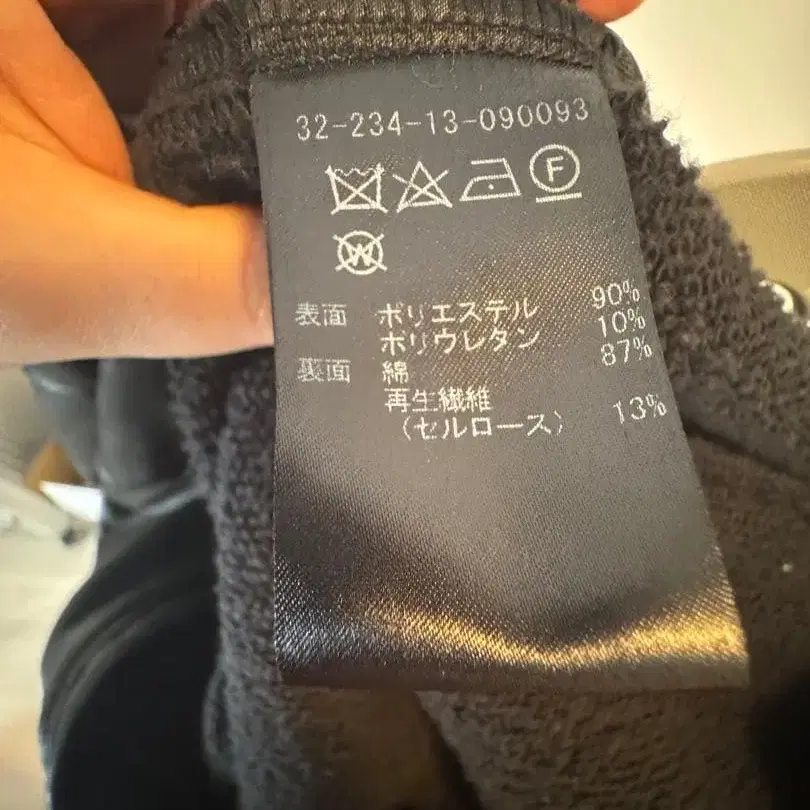 32-234-13-090093
F
W
表面 ポリエステル 90%
ポリウレタン 10%
裏面 綿 87%
再生繊維
(セルロース) 13%